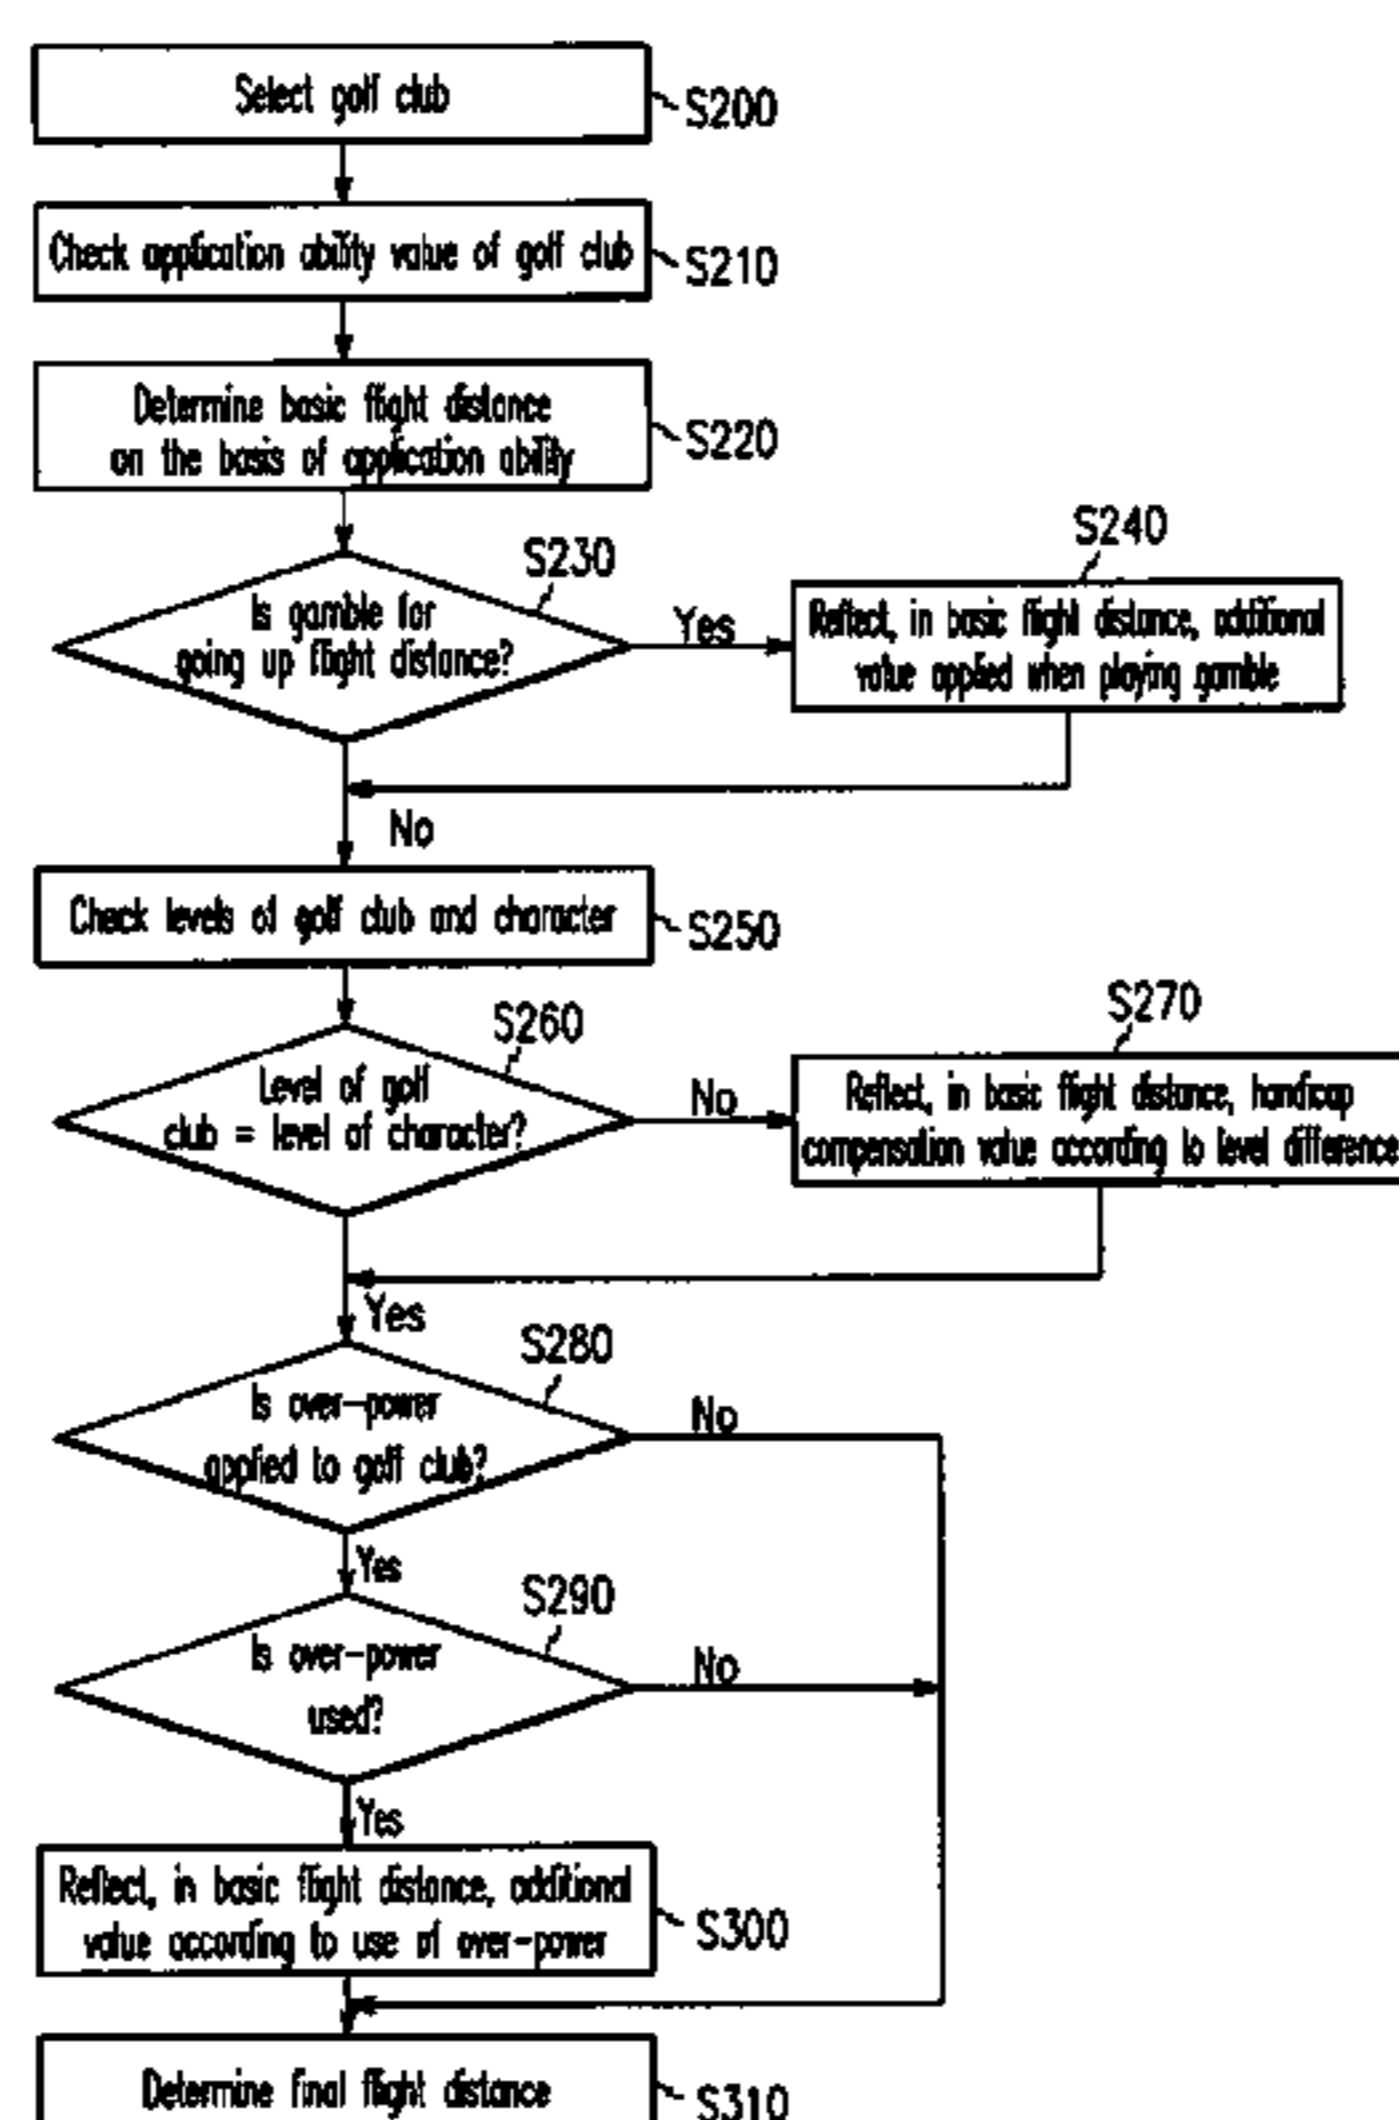 Select golf club
S200
Check application ability value of golf club
S210
Determine basic flight distance
on the basis of application ability
S220
S230
Is gamble for
going up flight distance?
Yes
S240
Reflect, in basic flight distance, additional
value applied when playing gamble
No
Check levels of golf club and character
S250
S260
Level of golf
club = level of character?
No
S270
Reflect, in basic flight distance, handicap
compensation value according to level difference
Yes
S280
Is over-power
applied to golf club?
No
Yes
S290
Is over-power
used?
No
Yes
Reflect, in basic flight distance, additional
value according to use of over-power
S300
Determine final flight distance
S310